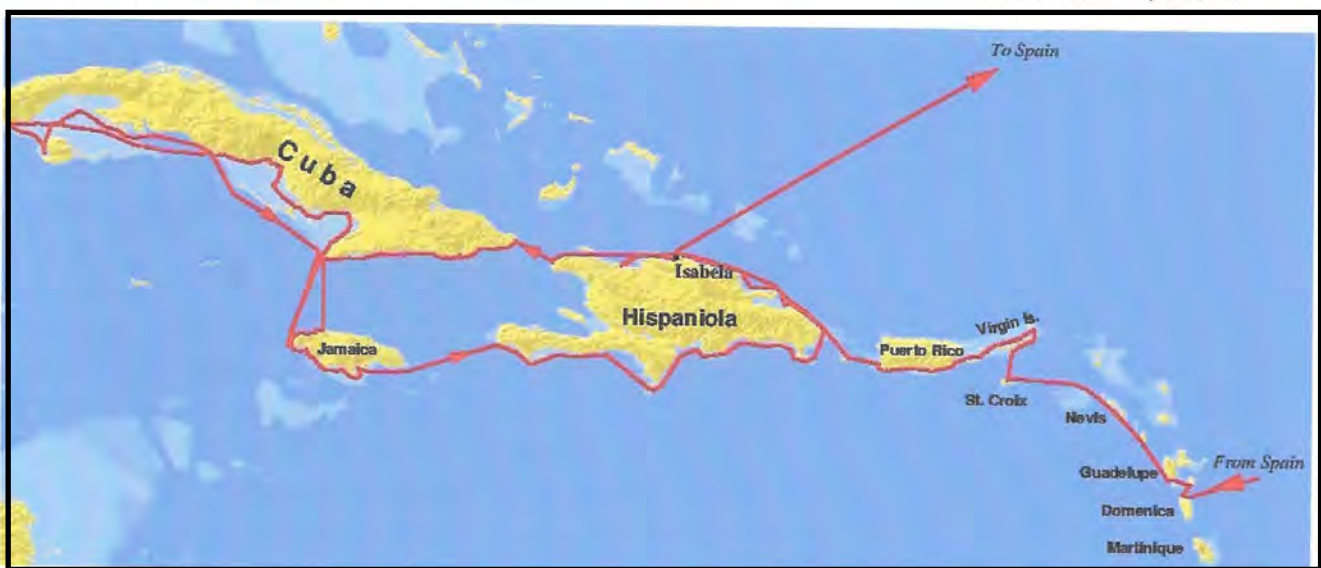 To Spain
Cuba
Isabela
Hispaniola
Virgin Is.
Jamaica
Puerto Rico
St. Croix
Nevis
From Spain
Guadelupe
Domenica
Martinique